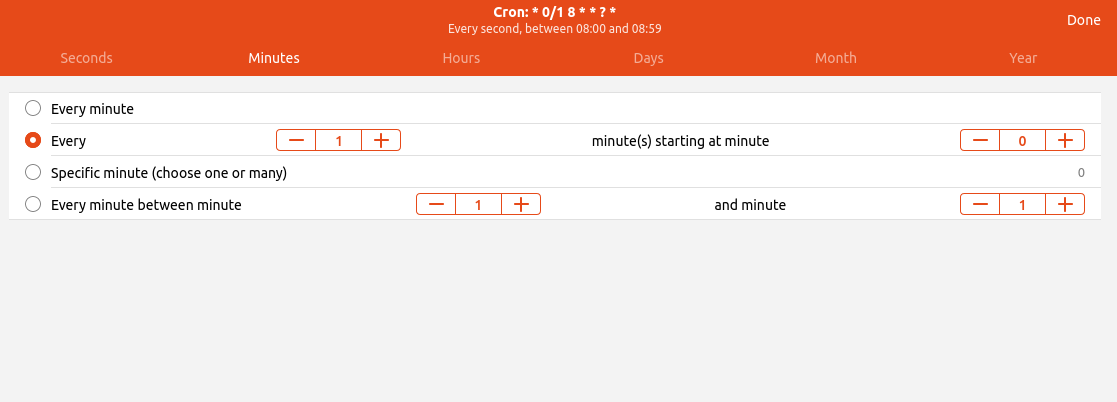 Cron: * 0/1 8 * * ? *
Every second, between 08:00 and 08:59
Done
Seconds Minutes Hours Days Month Year
Every minute
Every 1 minute(s) starting at minute 0
Specific minute (choose one or many) 0
Every minute between minute 1 and minute 1